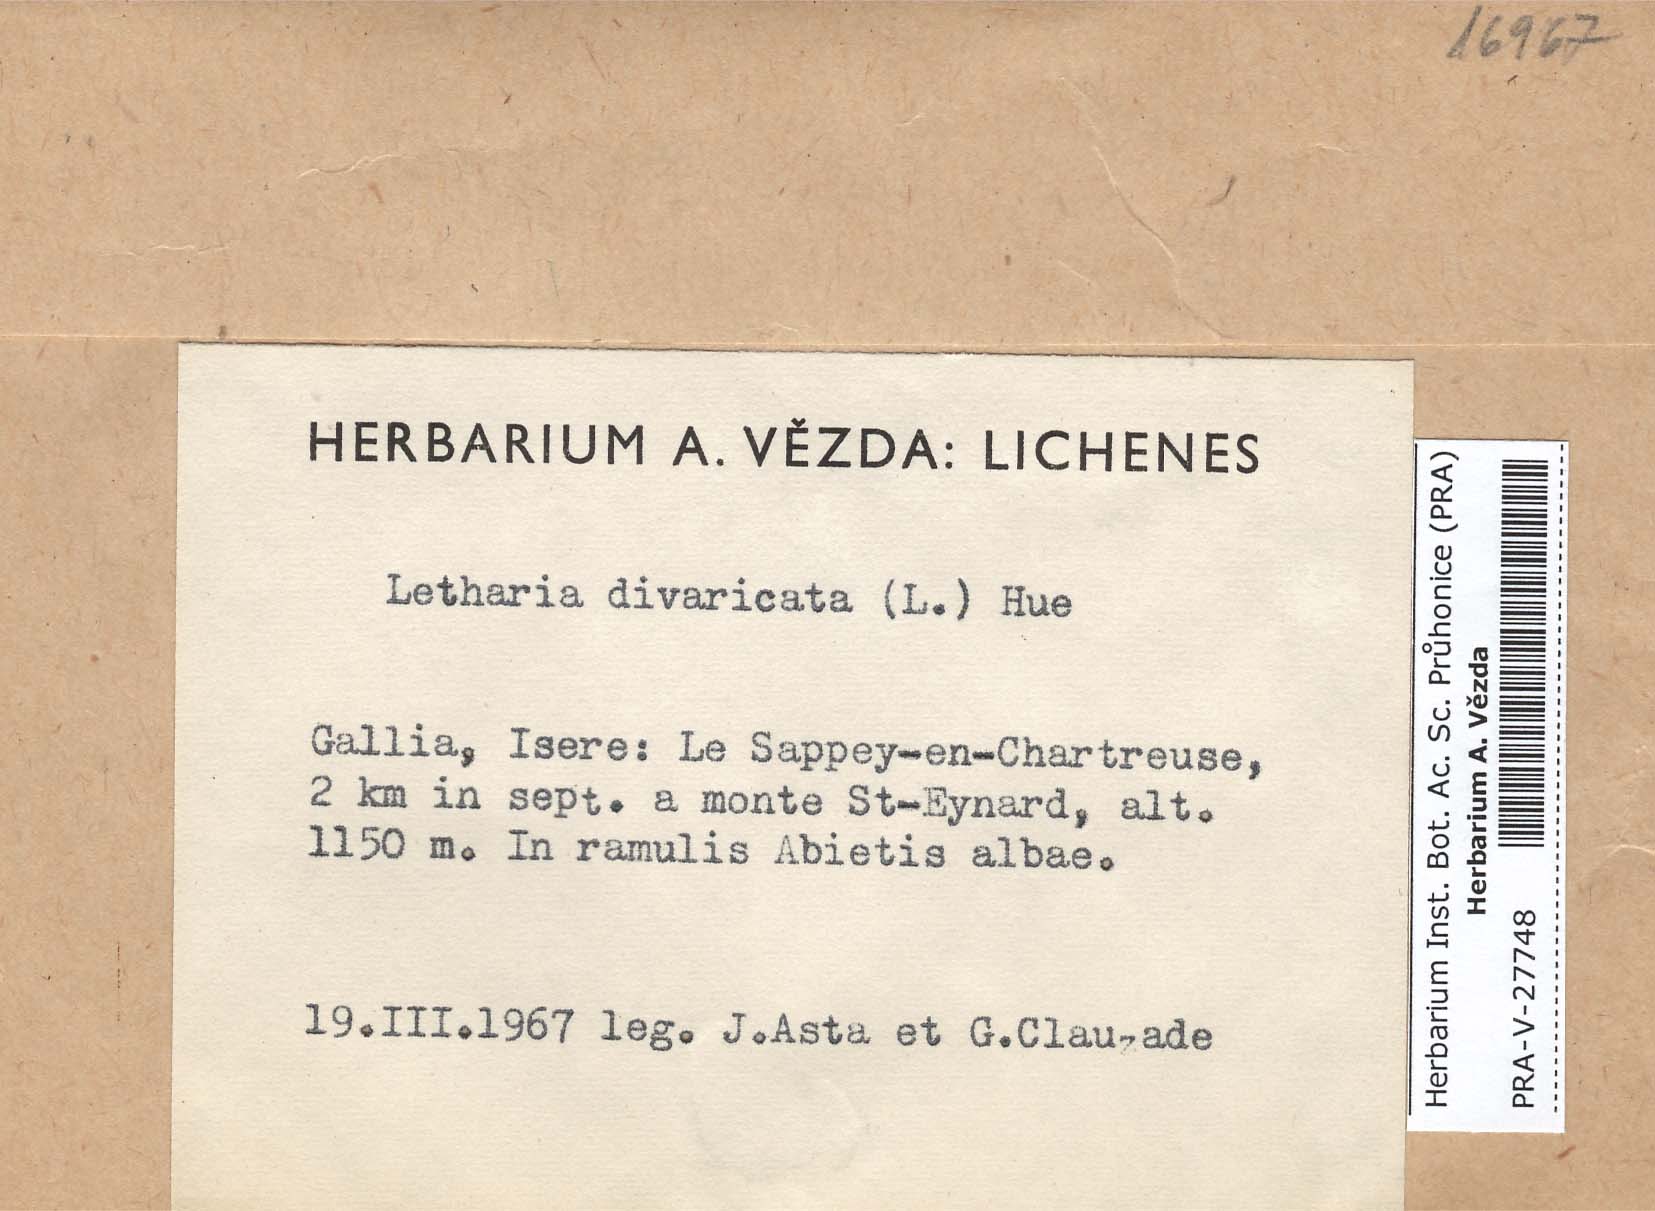 16967
HERBARIUM A. VĚZDA: LICHENES
Letharia divaricata (L.) Hue
Gallia, Isere: Le Sappey-en-Chartreuse,
2 km in sept. a monte St-Eynard, alt.
1150 m. In ramulis Abietis albae.
19.III.1967 leg. J.Asta et G.Clauzade
Herbarium Inst. Bot. Ac. Sc. Průhonice (PRA)
Herbarium A. Vězda
PRA-V-27748